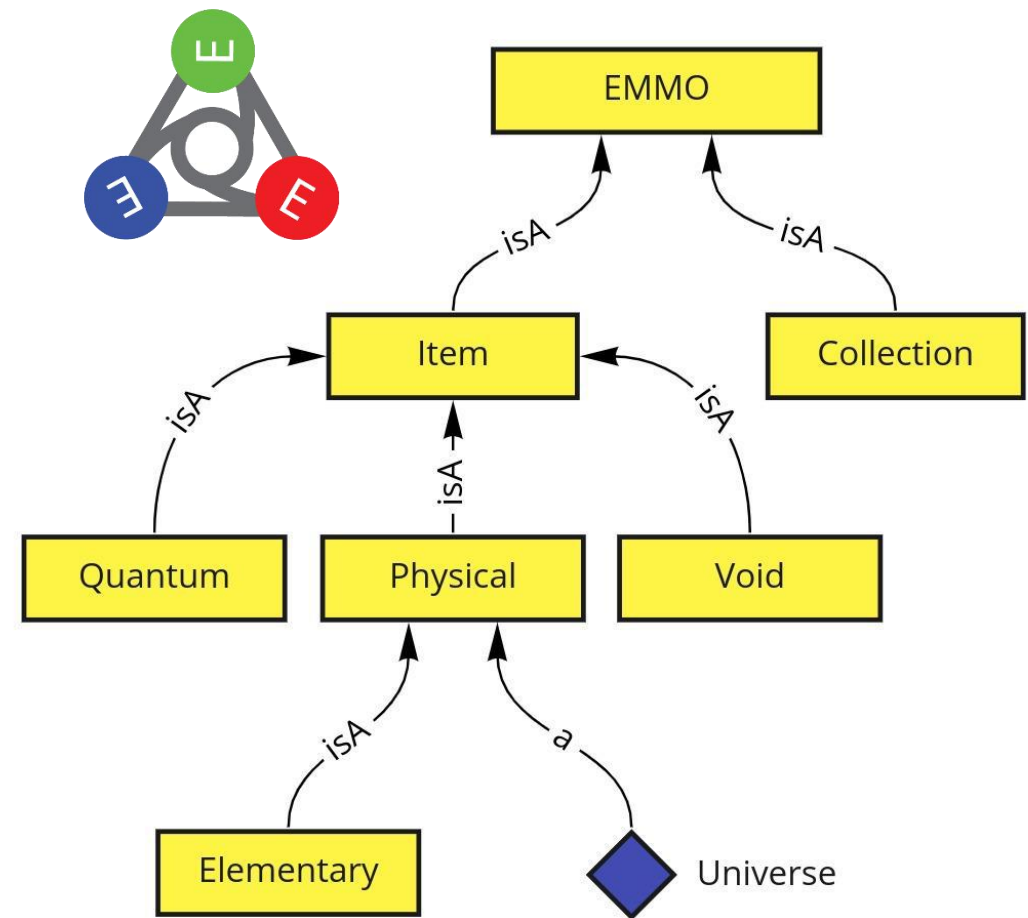 E
E
E
EMMO
isA
isA
Item
Collection
isA
isA
isA
Quantum
Physical
Void
isA
a
Elementary
Universe